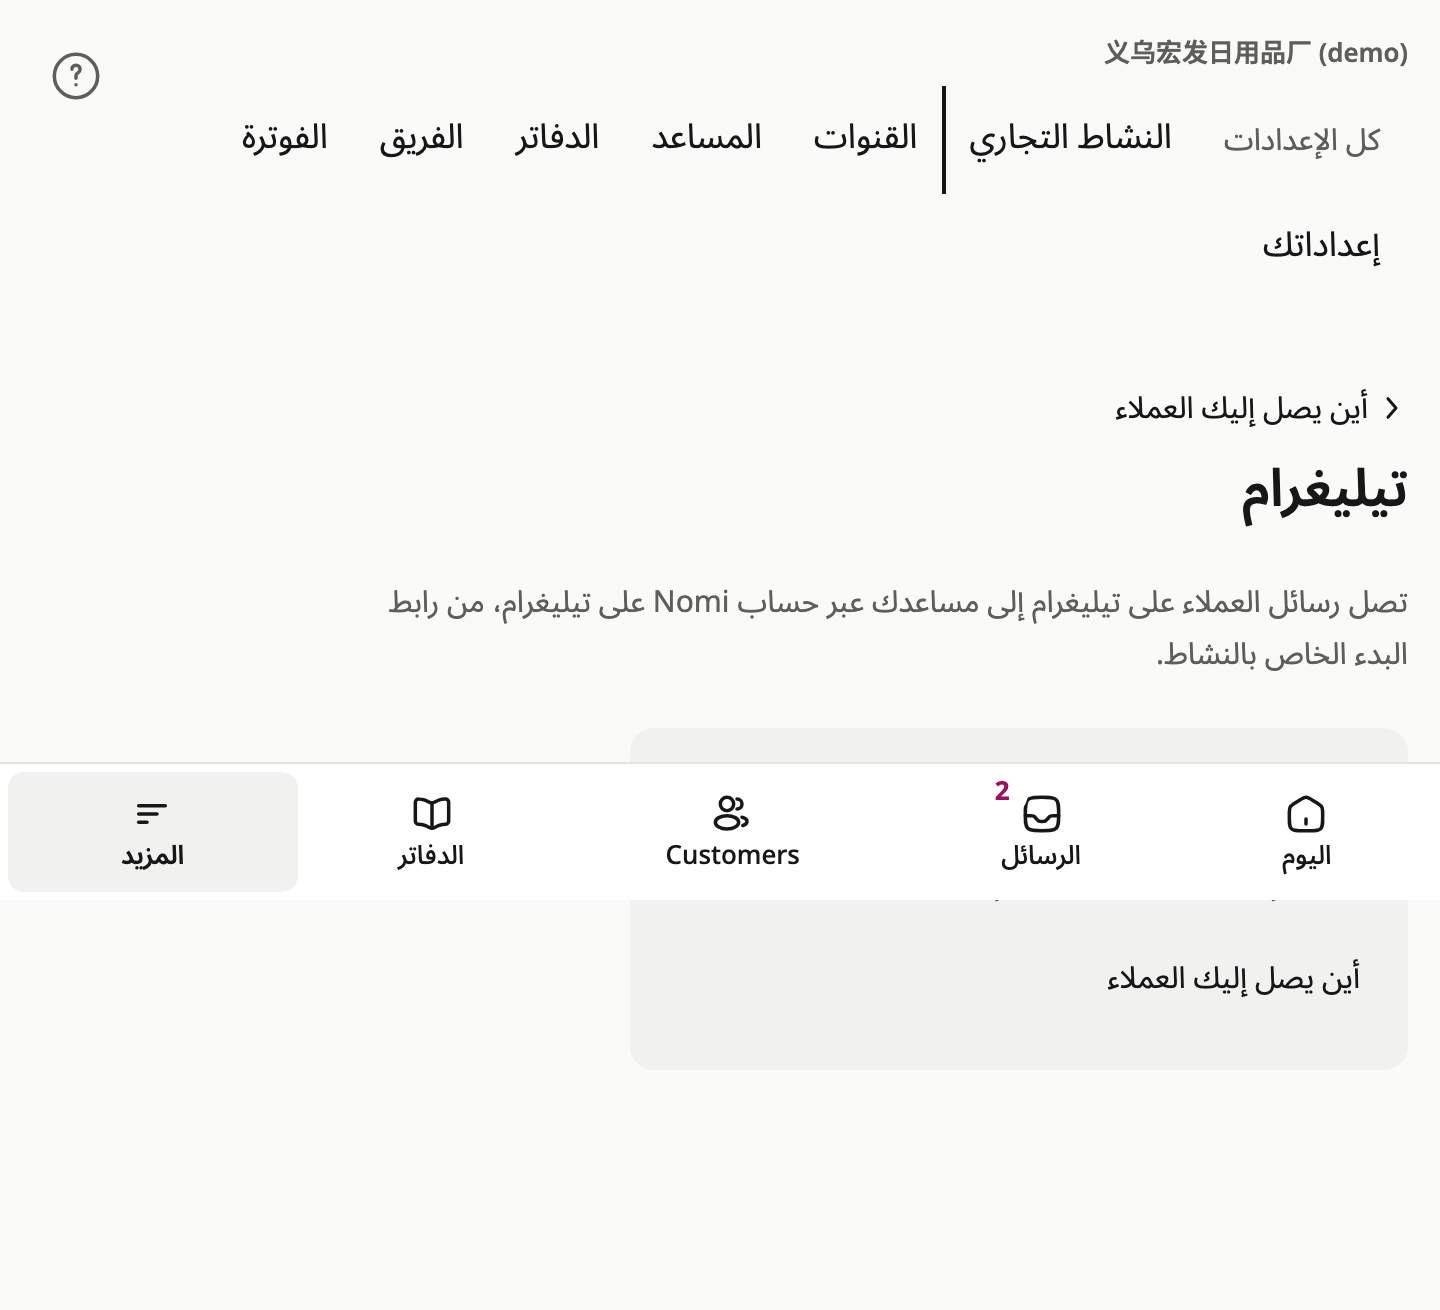 义乌宏发日用品厂 (demo)
كل الإعدادات
النشاط التجاري
القنوات
المساعد
الدفاتر
الفريق
الفوترة
إعداداتك
أين يصل إليك العملاء
تيليغرام
تصل رسائل العملاء على تيليغرام إلى مساعدك عبر حساب Nomi على تيليغرام، من رابط
البدء الخاص بالنشاط.
اليوم
الرسائل
2
Customers
الدفاتر
المزيد
أين يصل إليك العملاء